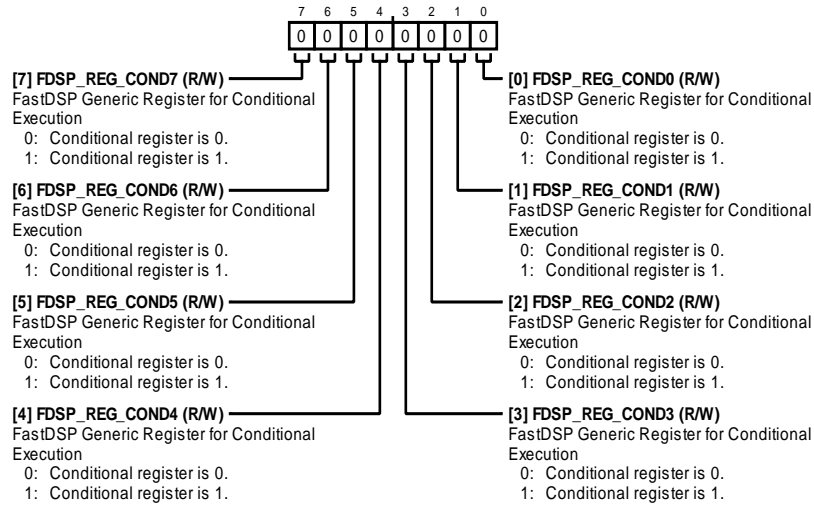 7 6 5 4 3 2 1 0
0 0 0 0 0 0 0 0
[7] FDSP_REG_COND7 (R/W)
FastDSP Generic Register for Conditional
Execution
0: Conditional register is 0.
1: Conditional register is 1.
[6] FDSP_REG_COND6 (R/W)
FastDSP Generic Register for Conditional
Execution
0: Conditional register is 0.
1: Conditional register is 1.
[5] FDSP_REG_COND5 (R/W)
FastDSP Generic Register for Conditional
Execution
0: Conditional register is 0.
1: Conditional register is 1.
[4] FDSP_REG_COND4 (R/W)
FastDSP Generic Register for Conditional
Execution
0: Conditional register is 0.
1: Conditional register is 1.
[0] FDSP_REG_COND0 (R/W)
FastDSP Generic Register for Conditional
Execution
0: Conditional register is 0.
1: Conditional register is 1.
[1] FDSP_REG_COND1 (R/W)
FastDSP Generic Register for Conditional
Execution
0: Conditional register is 0.
1: Conditional register is 1.
[2] FDSP_REG_COND2 (R/W)
FastDSP Generic Register for Conditional
Execution
0: Conditional register is 0.
1: Conditional register is 1.
[3] FDSP_REG_COND3 (R/W)
FastDSP Generic Register for Conditional
Execution
0: Conditional register is 0.
1: Conditional register is 1.